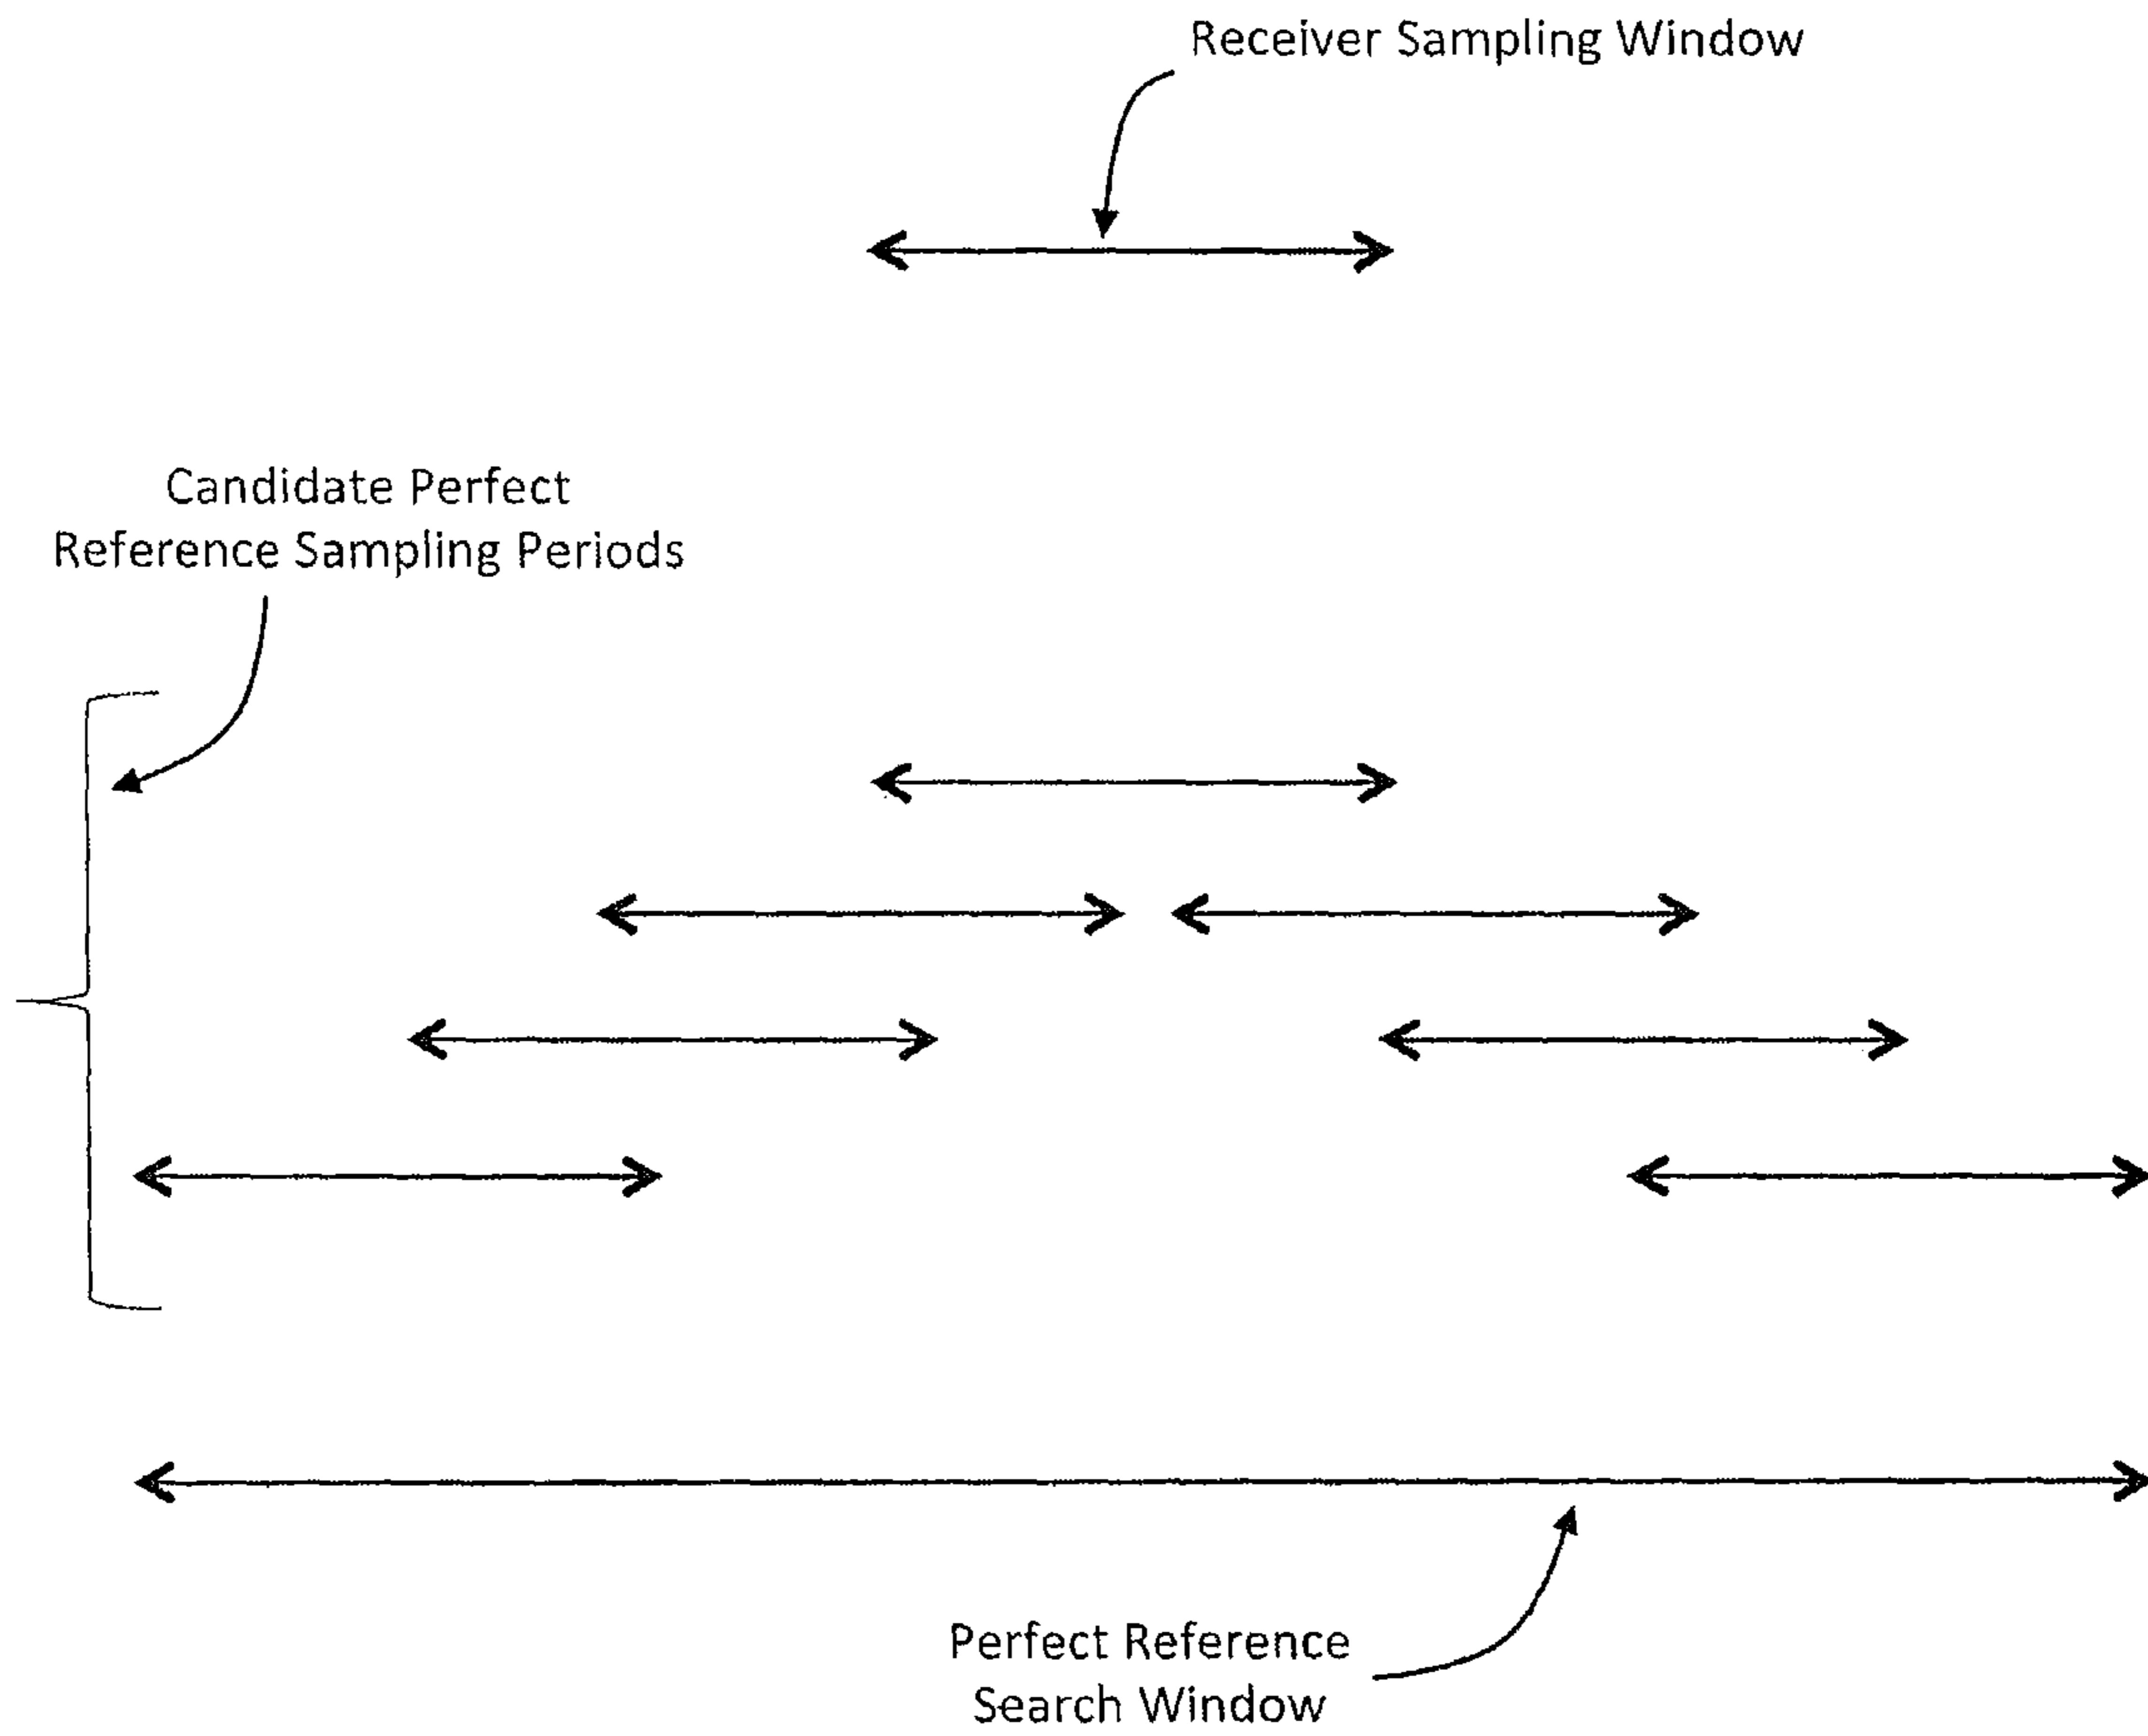 Receiver Sampling Window
Candidate Perfect
Reference Sampling Periods
Perfect Reference
Search Window